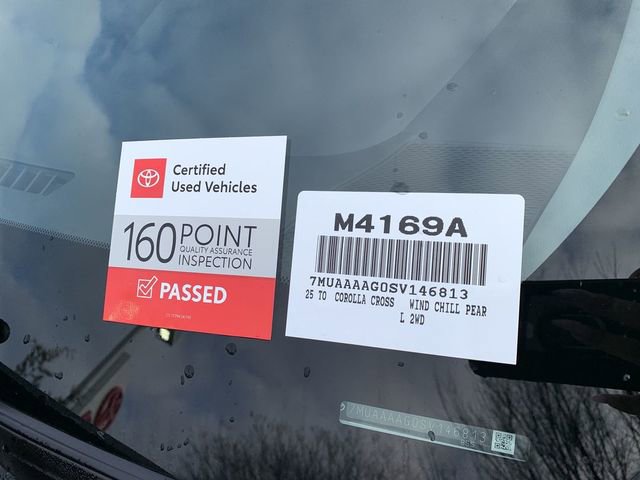 Certified
Used Vehicles
160 POINT
QUALITY ASSURANCE
INSPECTION
PASSED
M4169A
7MUAAAAG0SV146813
25 TO COROLLA CROSS WIND CHILL PEAR
L 2WD
7MUAAAAG0SV146813